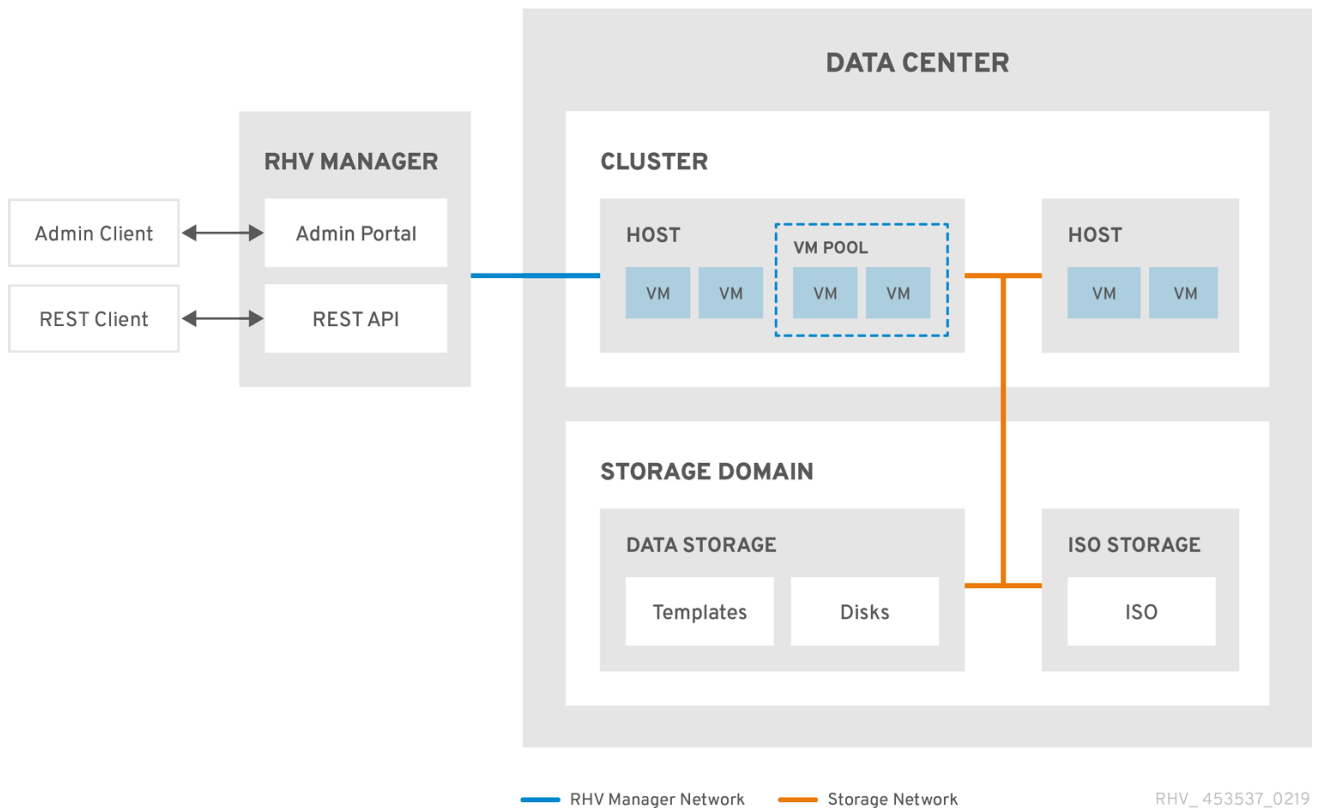 DATA CENTER
RHV MANAGER
CLUSTER
Admin Client
Admin Portal
REST Client
REST API
HOST
VM POOL
VM
VM
VM
VM
HOST
VM
VM
STORAGE DOMAIN
DATA STORAGE
Templates
Disks
ISO STORAGE
ISO
RHV Manager Network
Storage Network
RHV_ 453537_0219